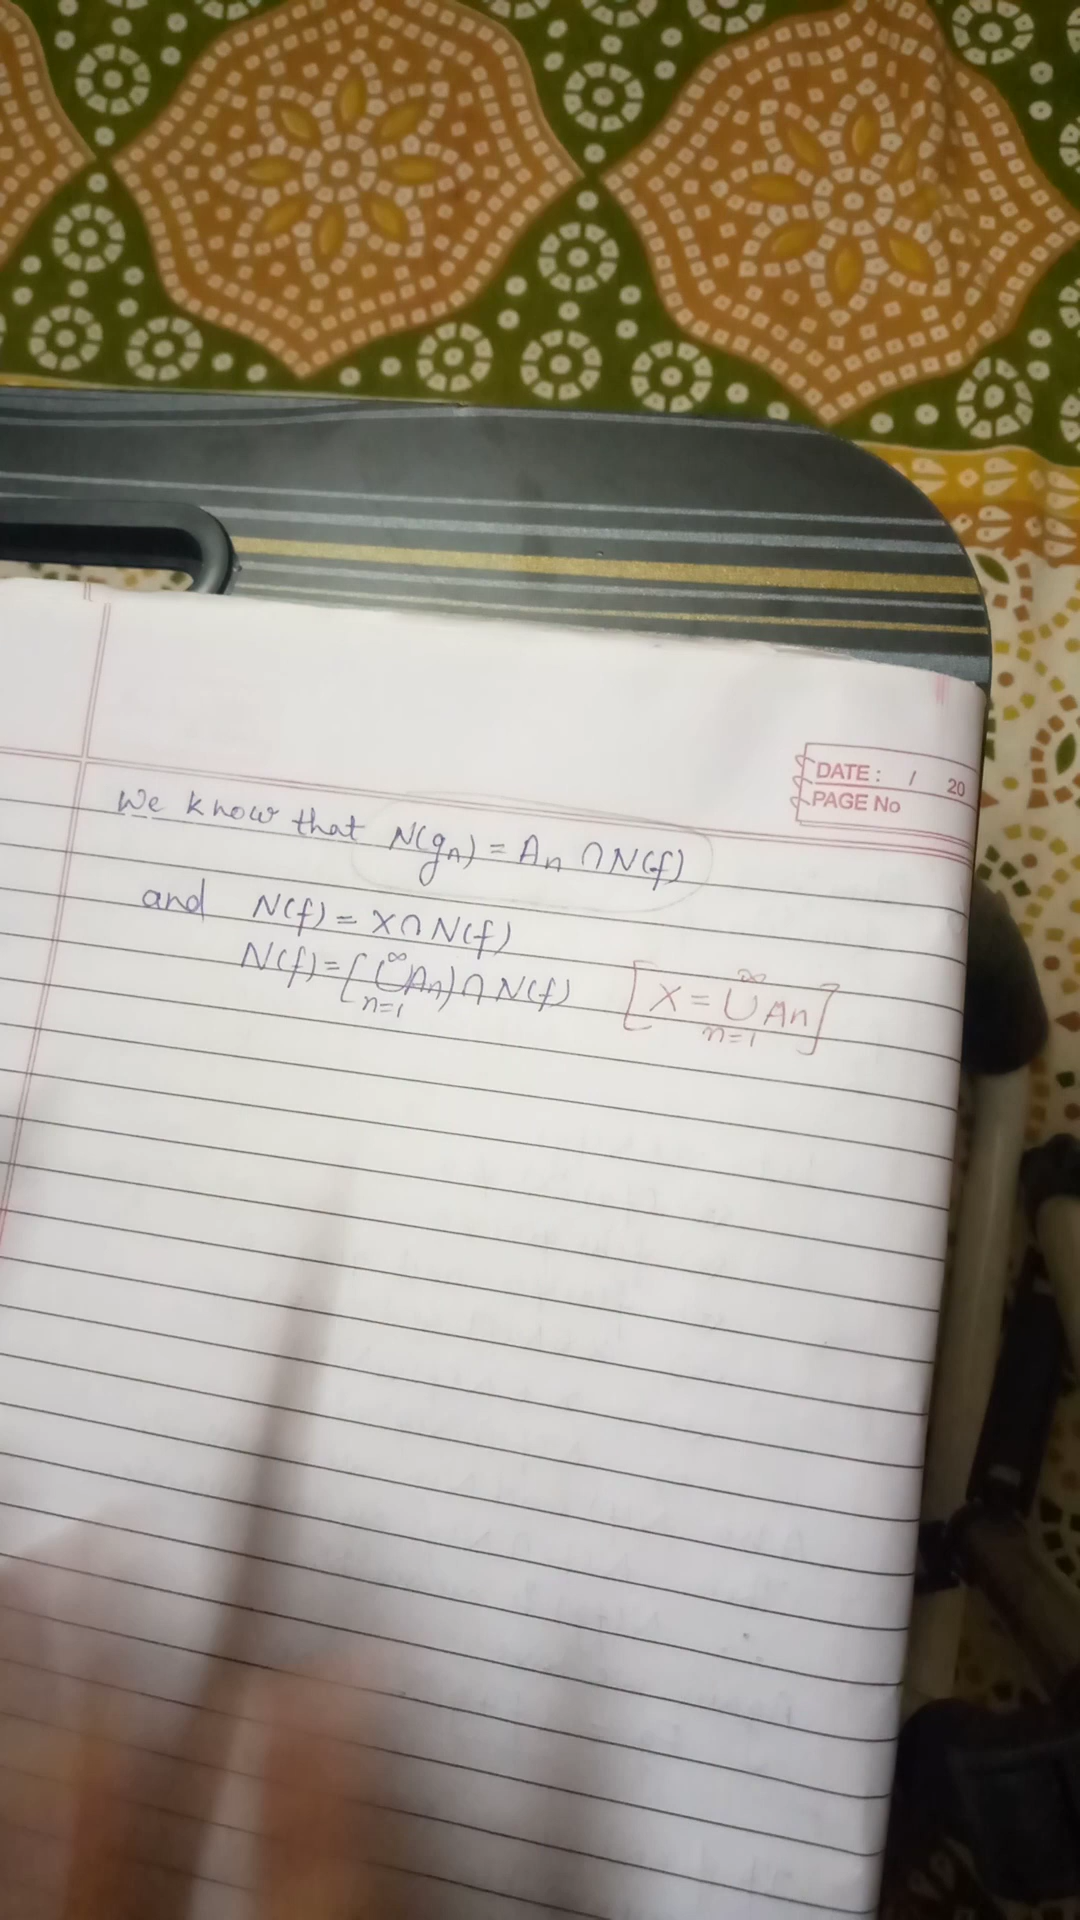 DATE: / 20
PAGE No
We know that N(gn) = An ∩ N(f)
and N(f) = X ∩ N(f)
N(f) = (∞⋃n=1 An) ∩ N(f) [X = ∞⋃n=1 An]